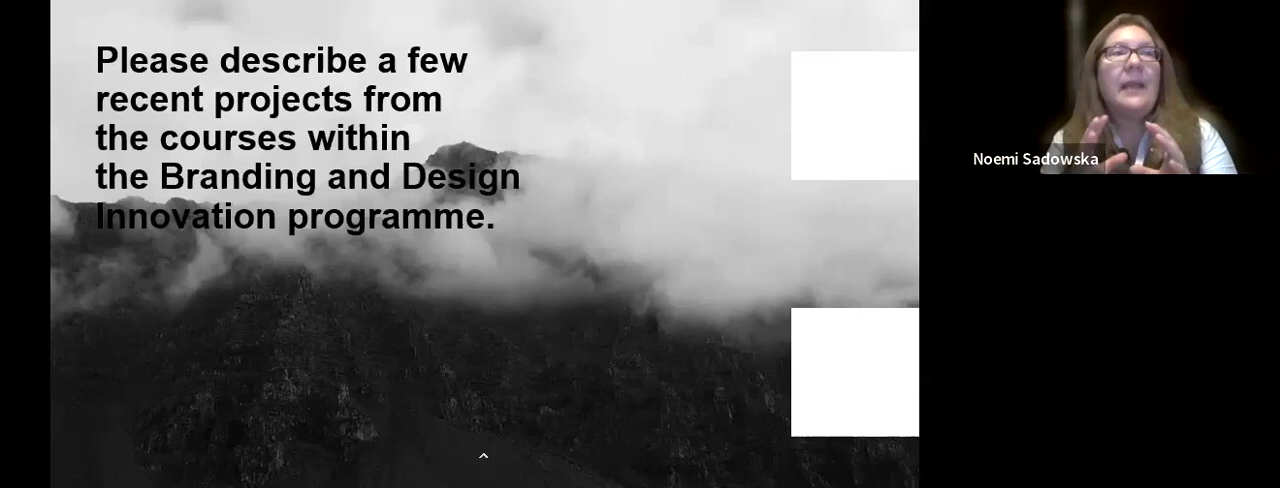 Please describe a few
recent projects from
the courses within
the Branding and Design
Innovation programme.
Noemi Sadowska